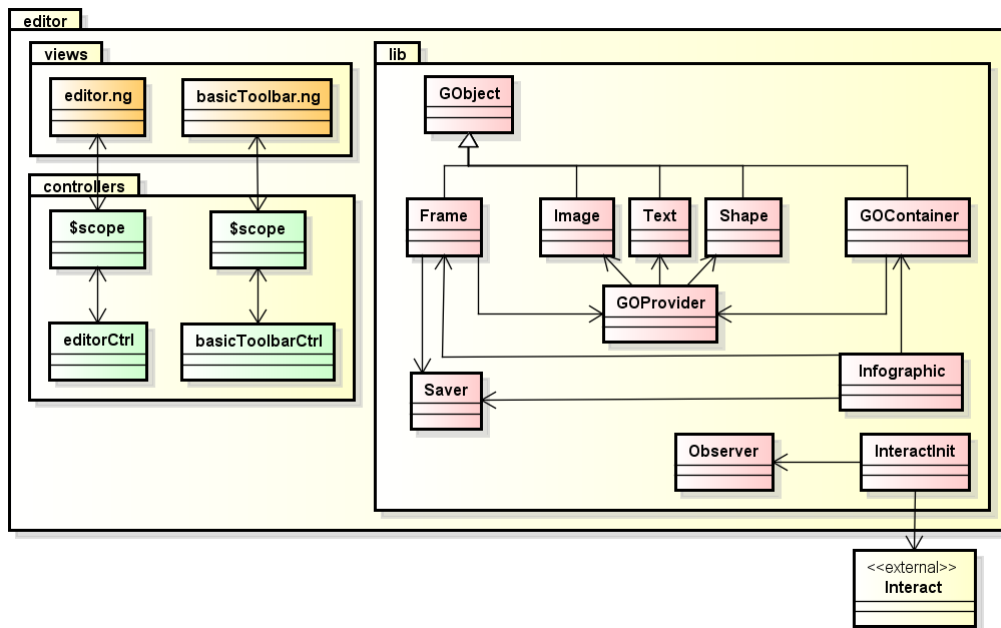 editor
views
editor.ng
basicToolbar.ng
controllers
$scope
$scope
editorCtrl
basicToolbarCtrl
lib
GObject
Frame
Image
Text
Shape
GOContainer
GOProvider
Infographic
Saver
Observer
InteractInit
<<external>>
Interact